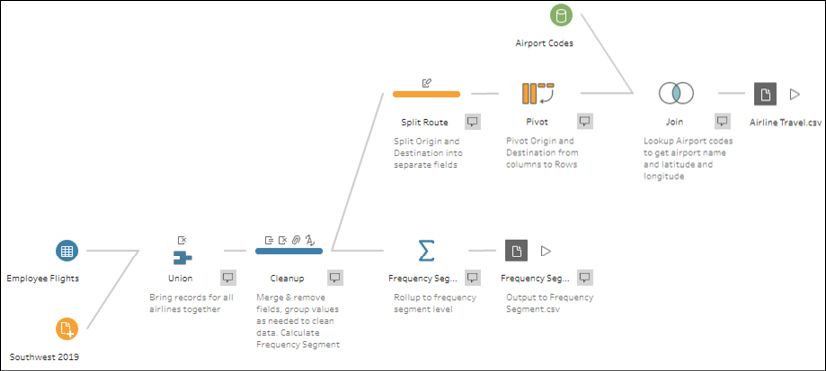 Airport Codes
Split Route
Split Origin and
Destination into
separate fields
Pivot
Pivot Origin and
Destination from
columns to Rows
Join
Lookup Airport codes
to get airport name
and latitude and
longitude
Airline Travel.csv
Employee Flights
Southwest 2019
Union
Bring records for all
airlines together
Cleanup
Merge & remove
fields, group values
as needed to clean
data. Calculate
Frequency Segment
Frequency Seg...
Rollup to frequency
segment level
Frequency Seg...
Output to Frequency
Segment.csv